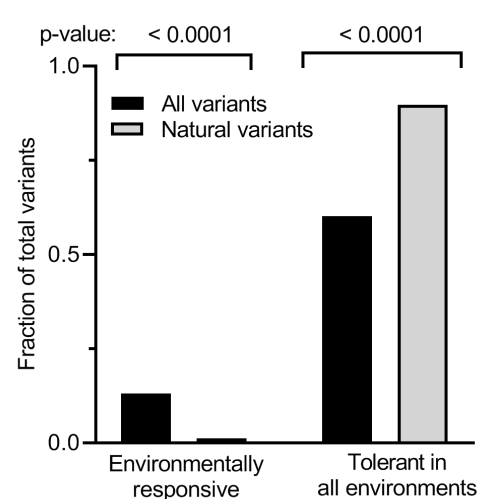 p-value: < 0.0001 < 0.0001
1.0
All variants
Natural variants
Fraction of total variants
0.5
0.0
Environmentally
responsive
Tolerant in
all environments